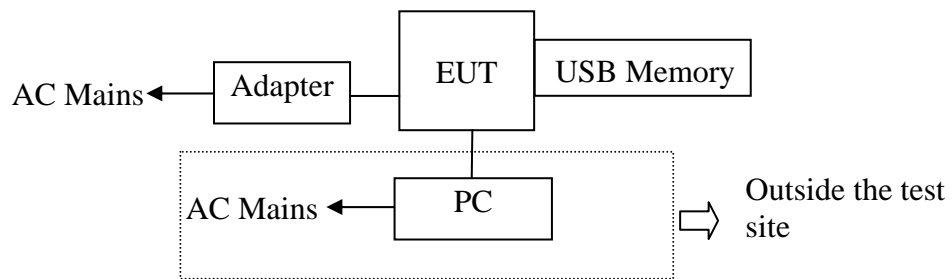 EUT
USB Memory
Adapter
AC Mains
PC
AC Mains
Outside the test
site